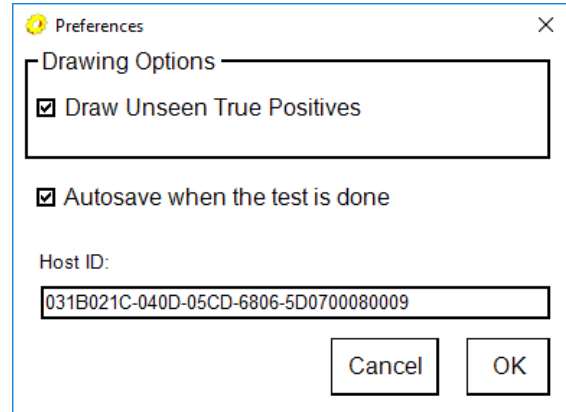 Preferences
Drawing Options
Draw Unseen True Positives
Autosave when the test is done
Host ID:
031B021C-040D-05CD-6806-5D0700080009
Cancel OK